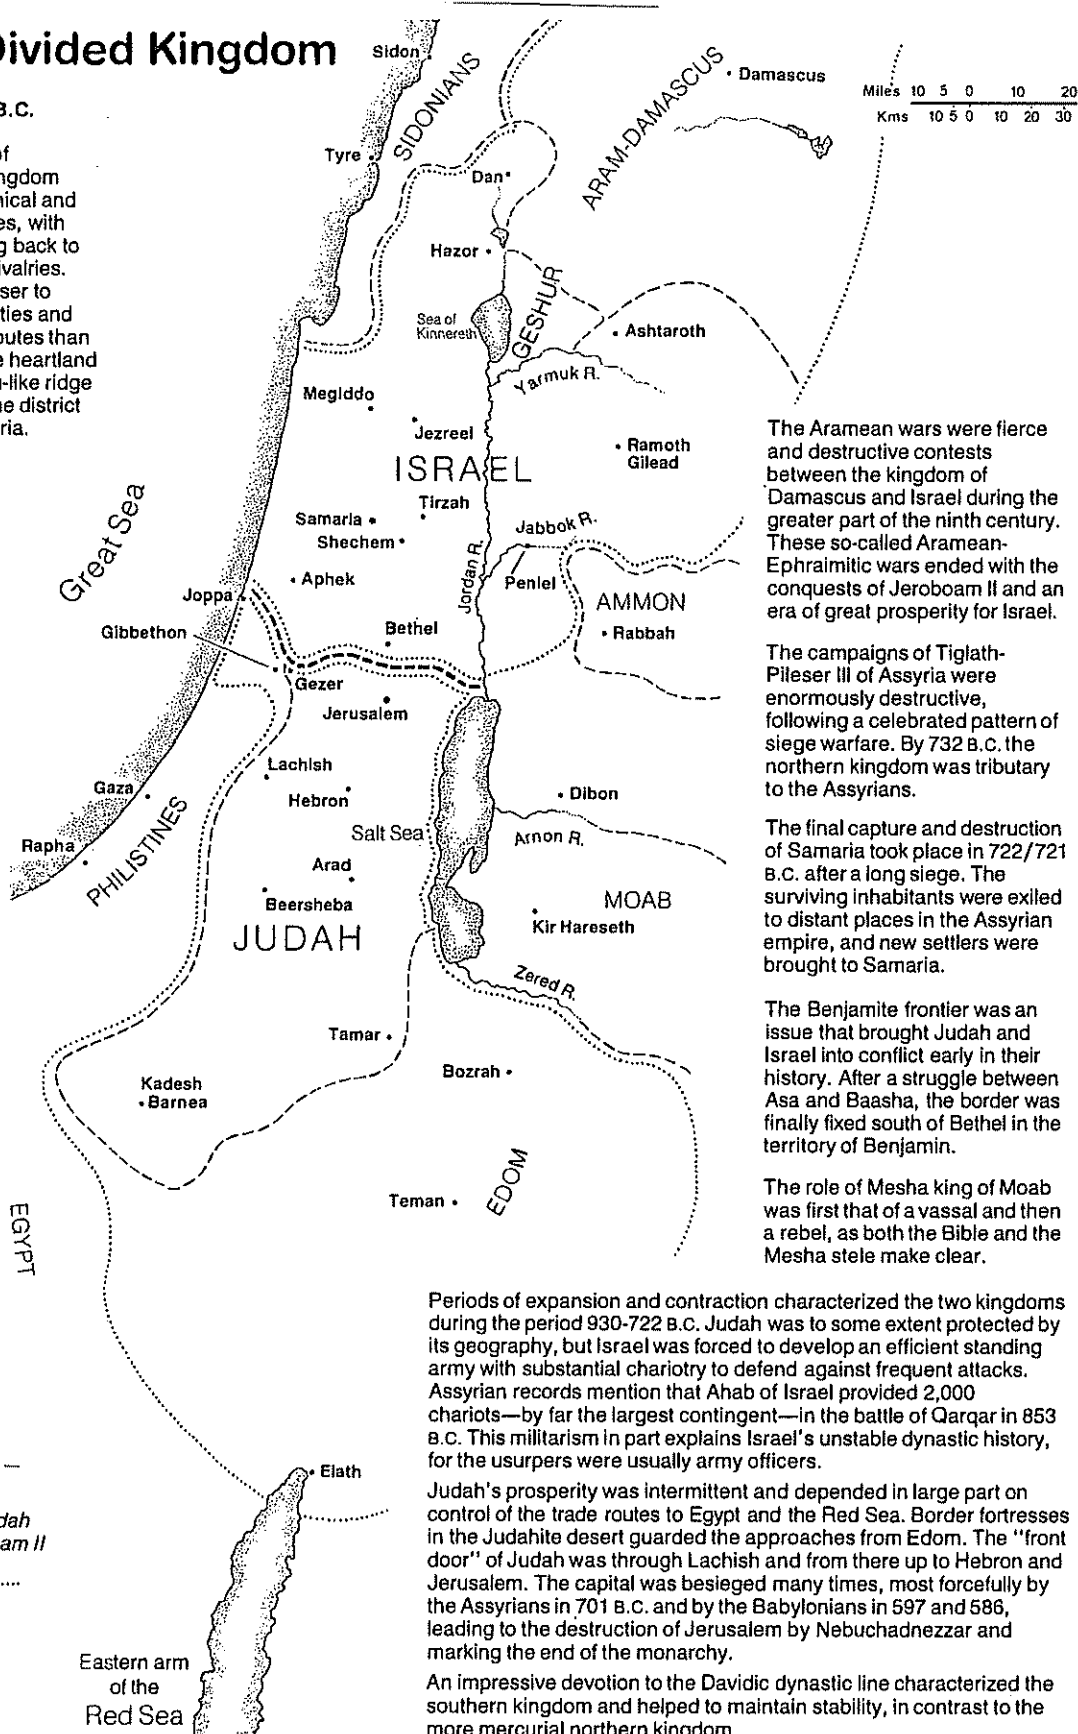 Divided Kingdom
B.C.
of
ngdom
nical and
es, with
g back to
ivalries.
ser to
ties and
outes than
e heartland
n-like ridge
he district
ria.
Sidon
SIDONIANS
Tyre
Dan
ARAM-DAMASCUS
Damascus
Miles 10 5 0 10 20
Kms 10 5 0 10 20 30
Hazor
Sea of
Kinnereth
GESHUR
Ashtaroth
Yarmuk R.
Megiddo
Jezreel
ISRAEL
Ramoth
Gilead
Samaria
Tirzah
Shechem
Jabbok R.
Jordan R.
Peniel
Aphek
Great Sea
Joppa
AMMON
Rabbah
Gibbethon
Bethel
Gezer
Jerusalem
Lachish
Gaza
Hebron
Dibon
Salt Sea
Arnon R.
Rapha
PHILISTINES
Arad
Beersheba
MOAB
Kir Hareseth
JUDAH
Zered R.
Tamar
Bozrah
Kadesh
Barnea
Teman
EDOM
EGYPT
Elath
Eastern arm
of the
Red Sea
dah
am II
The Aramean wars were fierce
and destructive contests
between the kingdom of
Damascus and Israel during the
greater part of the ninth century.
These so-called Aramean-
Ephraimitic wars ended with the
conquests of Jeroboam II and an
era of great prosperity for Israel.
The campaigns of Tiglath-
Pileser III of Assyria were
enormously destructive,
following a celebrated pattern of
siege warfare. By 732 B.C. the
northern kingdom was tributary
to the Assyrians.
The final capture and destruction
of Samaria took place in 722/721
B.C. after a long siege. The
surviving inhabitants were exiled
to distant places in the Assyrian
empire, and new settlers were
brought to Samaria.
The Benjamite frontier was an
issue that brought Judah and
Israel into conflict early in their
history. After a struggle between
Asa and Baasha, the border was
finally fixed south of Bethel in the
territory of Benjamin.
The role of Mesha king of Moab
was first that of a vassal and then
a rebel, as both the Bible and the
Mesha stele make clear.
Periods of expansion and contraction characterized the two kingdoms
during the period 930-722 B.C. Judah was to some extent protected by
its geography, but Israel was forced to develop an efficient standing
army with substantial chariotry to defend against frequent attacks.
Assyrian records mention that Ahab of Israel provided 2,000
chariots—by far the largest contingent—in the battle of Qarqar in 853
B.C. This militarism in part explains Israel's unstable dynastic history,
for the usurpers were usually army officers.
Judah's prosperity was intermittent and depended in large part on
control of the trade routes to Egypt and the Red Sea. Border fortresses
in the Judahite desert guarded the approaches from Edom. The "front
door" of Judah was through Lachish and from there up to Hebron and
Jerusalem. The capital was besieged many times, most forcefully by
the Assyrians in 701 B.C. and by the Babylonians in 597 and 586,
leading to the destruction of Jerusalem by Nebuchadnezzar and
marking the end of the monarchy.
An impressive devotion to the Davidic dynastic line characterized the
southern kingdom and helped to maintain stability, in contrast to the
more mercurial northern kingdom